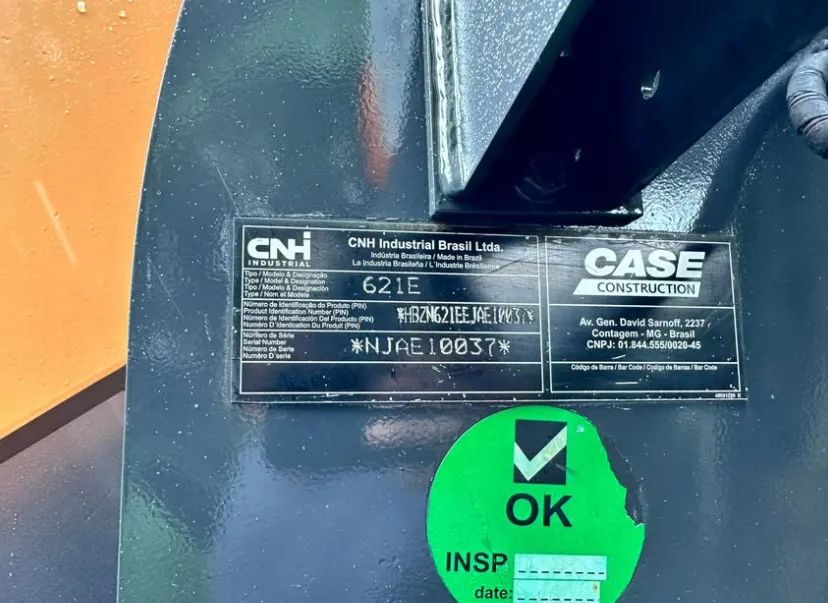 CNH
INDUSTRIAL
CNH Industrial Brasil Ltda.
Indústria Brasileira / Made in Brazil
La Industria Brasileña / L'Industrie Brésilienne
Tipo / Modelo & Designação
Type / Model & Designation
Tipo / Modelo & Designación
Type / Nom et Modele
621E
Número de Identificação do Produto (PIN)
Product Identification Number (PIN)
Número de Identificación Del Producto (PIN)
Numéro D'Identification Du Produit (PIN)
*HBZN621EEJAE10037*
Número de Série
Serial Number
Número de Serie
Numéro D'serie
*NJAE10037*
CASE
CONSTRUCTION
Av. Gen. David Sarnoff, 2237
Contagem - MG - Brasil
CNPJ: 01.844.555/0020-45
Código de Barra / Bar Code / Código de Barras / Bar Code
OK
INSP
date: